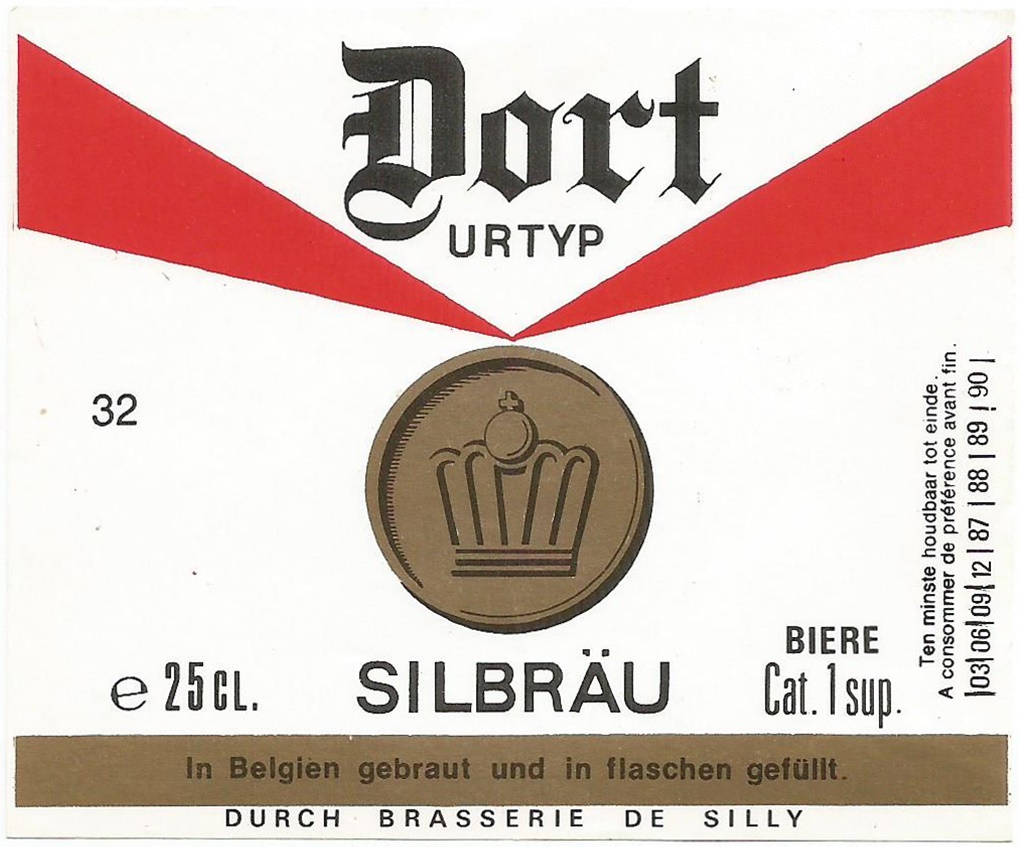 Dort
URTYP
32
Ten minste houdbaar tot einde.
A consommer de préférence avant fin.
|03|06|09|12|87|88|89|90|
e 25 CL.
SILBRÄU
BIERE
Cat. 1 sup.
In Belgièn gebraut und in flaschen gefüllt.
DURCH BRASSERIE DE SILLY